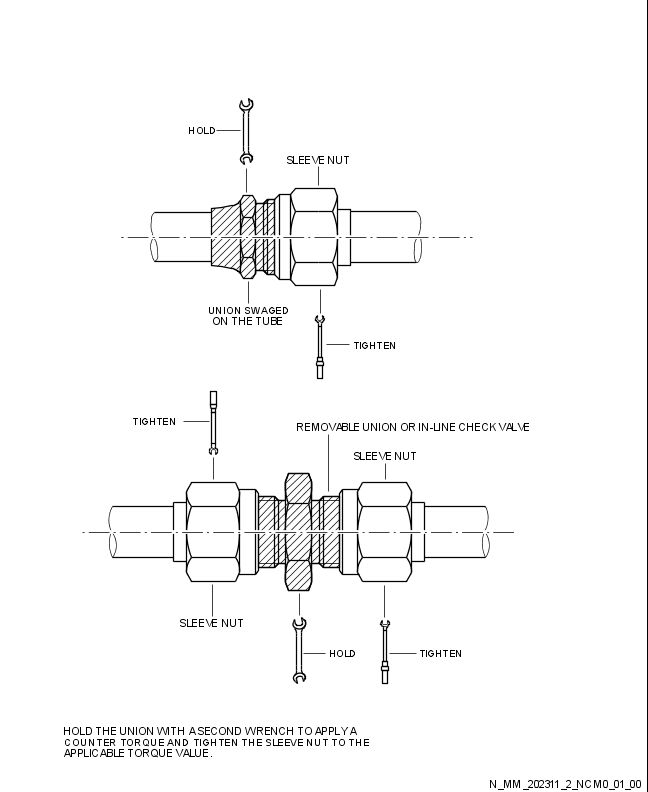 HOLD
SLEEVE NUT
UNION SWAGED
ON THE TUBE
TIGHTEN
TIGHTEN
REMOVABLE UNION OR IN-LINE CHECK VALVE
SLEEVE NUT
SLEEVE NUT
HOLD
TIGHTEN
HOLD THE UNION WITH A SECOND WRENCH TO APPLY A
COUNTER TORQUE AND TIGHTEN THE SLEEVE NUT TO THE
APPLICABLE TORQUE VALUE.
N_MM_202311_2_NCM0_01_00